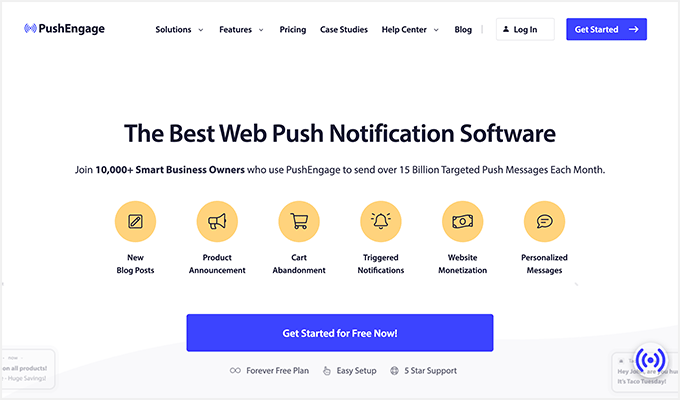 PushEngage
Solutions Features Pricing Case Studies Help Center Blog Log In Get Started
The Best Web Push Notification Software
Join 10,000+ Smart Business Owners who use PushEngage to send over 15 Billion Targeted Push Messages Each Month.
New
Blog Posts
Product
Announcement
Cart
Abandonment
Triggered
Notifications
Website
Monetization
Personalized
Messages
Get Started for Free Now!
Forever Free Plan Easy Setup 5 Star Support
on all products!
- Huge Savings!
Hey Jo are you hu
It's Taco Tuesday!